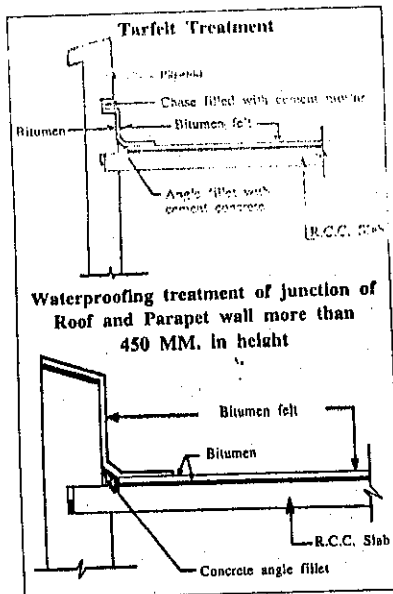 Tarfelt Treatment
Parapet
Chase filled with cement mortar
Bitumen
Bitumen felt
Angle fillet with
cement concrete
R.C.C. Slab
Waterproofing treatment of junction of
Roof and Parapet wall more than
450 MM. in height
Bitumen felt
Bitumen
R.C.C. Slab
Concrete angle fillet